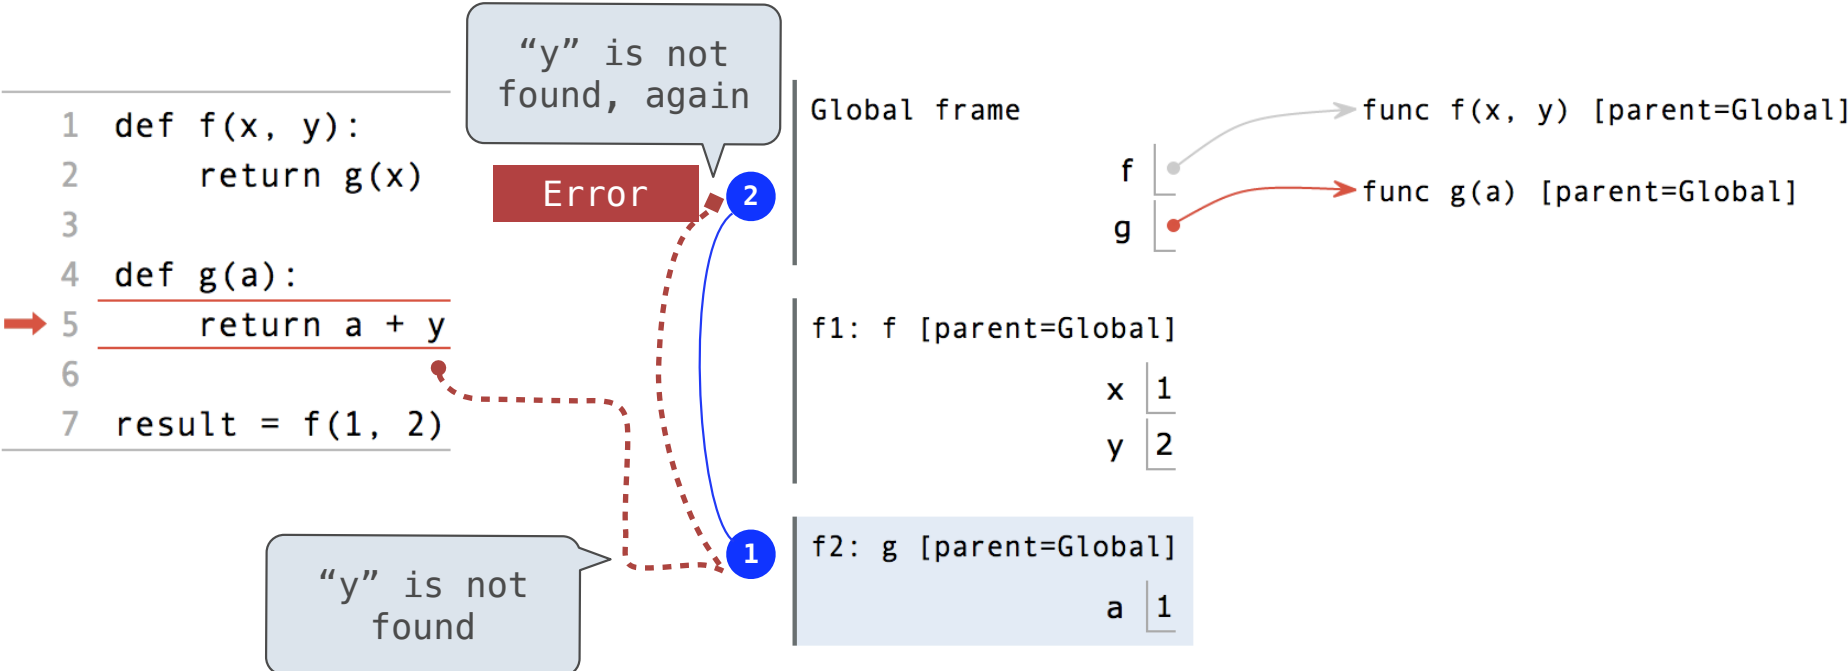 “y” is not
found, again
1 def f(x, y):
2 return g(x)
3
4 def g(a):
5 return a + y
6
7 result = f(1, 2)
Error
2
1
“y” is not
found
Global frame
f
g
func f(x, y) [parent=Global]
func g(a) [parent=Global]
f1: f [parent=Global]
x 1
y 2
f2: g [parent=Global]
a 1